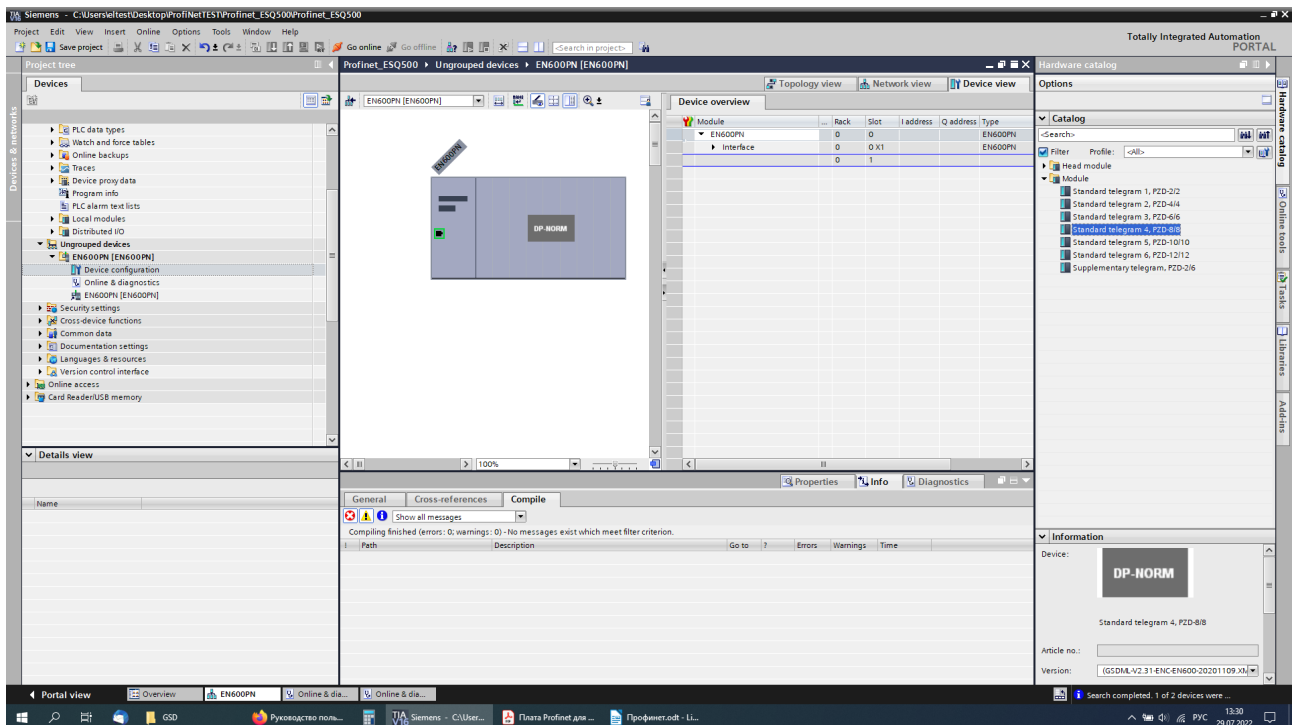 Siemens - C:\Users\eltest\Desktop\ProfiNetTEST\Profinet_ESQ500\Profinet_ESQ500
Project Edit View Insert Online Options Tools Window Help
Totally Integrated Automation
PORTAL
Save project
Go online
Go offline
<Search in project>
Project tree
Profinet_ESQ500 ▸ Ungrouped devices ▸ EN600PN [EN600PN]
Hardware catalog
Devices
Topology view
Network view
Device view
Options
EN600PN [EN600PN]
Device overview
Module ... Rack Slot I address Q address Type
EN600PN 0 0 EN600PN
Interface 0 0 X1 EN600PN
0 1
Devices & networks
PLC data types
Watch and force tables
Online backups
Traces
Device proxy data
Program info
PLC alarm text lists
Local modules
Distributed I/O
Ungrouped devices
EN600PN [EN600PN]
Device configuration
Online & diagnostics
EN600PN [EN600PN]
Security settings
Cross-device functions
Common data
Documentation settings
Languages & resources
Version control interface
Online access
Card Reader/USB memory
EN600PN
DP-NORM
Catalog
<Search>
Filter Profile: <All>
Head module
Module
Standard telegram 1, PZD-2/2
Standard telegram 2, PZD-4/4
Standard telegram 3, PZD-6/6
Standard telegram 4, PZD-8/8
Standard telegram 5, PZD-10/10
Standard telegram 6, PZD-12/12
Supplementary telegram, PZD-2/6
Hardware catalog
Online tools
Tasks
Libraries
Add-ins
Details view
Name
100%
Properties
Info
Diagnostics
General
Cross-references
Compile
Show all messages
Compiling finished (errors: 0; warnings: 0) - No messages exist which meet filter criterion.
! Path Description Go to ? Errors Warnings Time
Information
Device:
DP-NORM
Standard telegram 4, PZD-8/8
Article no.:
Version: (GSDML-V2.31-ENC-EN600-20201109.XM
Portal view
Overview
EN600PN
Online & dia...
Online & dia...
Search completed. 1 of 2 devices were ...
GSD
Руководство поль...
Siemens - C:\User...
Плата Profinet для ...
Профинет.odt - Li...
РУС
13:30
29.07.2022